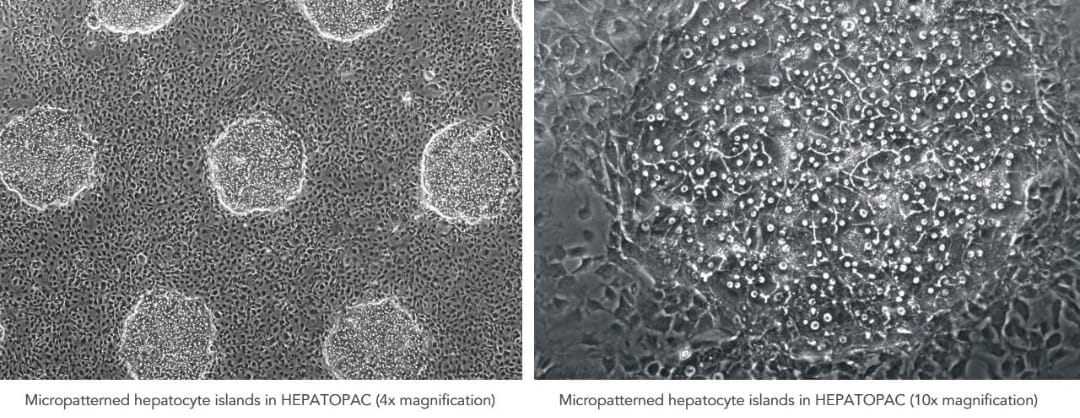 Micropatterned hepatocyte islands in HEPATOPAC (4x magnification)
Micropatterned hepatocyte islands in HEPATOPAC (10x magnification)